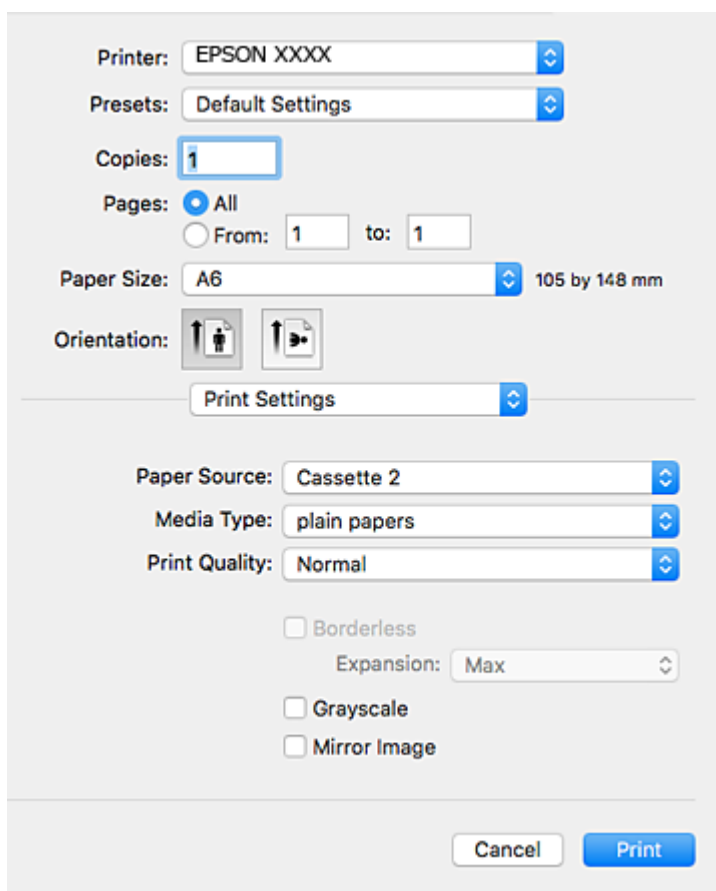 Printer: EPSON XXXX
Presets: Default Settings
Copies: 1
Pages: All
From: 1 to: 1
Paper Size: A6 105 by 148 mm
Orientation:
Print Settings
Paper Source: Cassette 2
Media Type: plain papers
Print Quality: Normal
Borderless
Expansion: Max
Grayscale
Mirror Image
Cancel Print